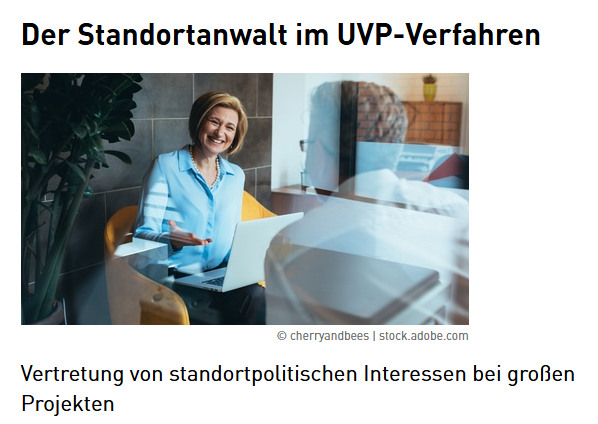 Der Standortanwalt im UVP-Verfahren
© cherryandbees | stock.adobe.com
Vertretung von standortpolitischen Interessen bei großen
Projekten